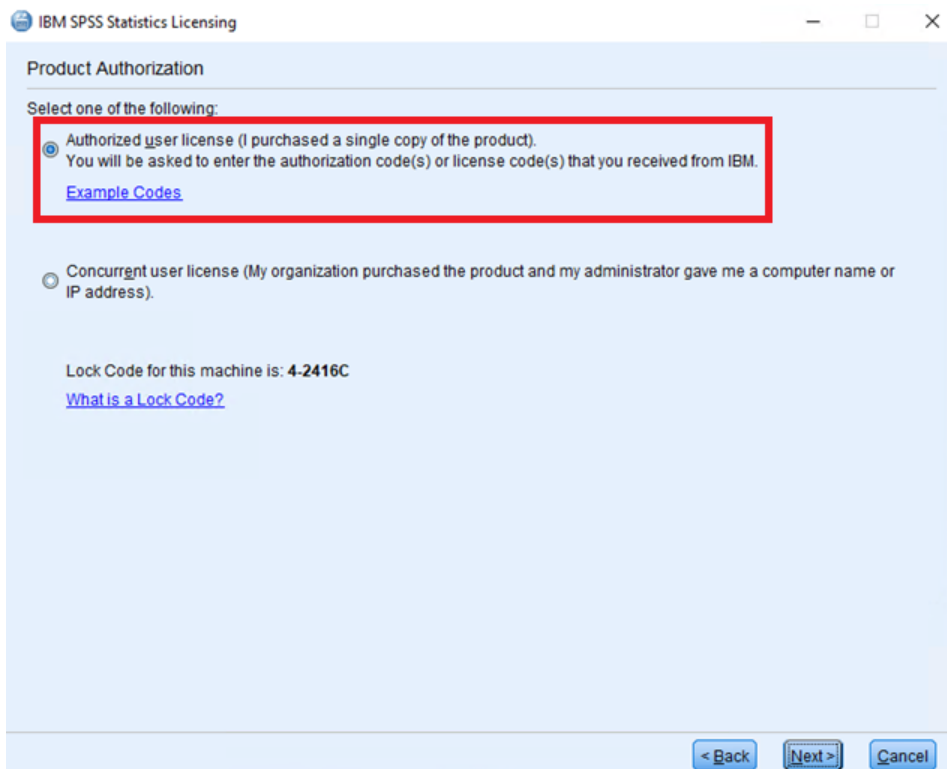 IBM SPSS Statistics Licensing
Product Authorization
Select one of the following:
Authorized user license (I purchased a single copy of the product).
You will be asked to enter the authorization code(s) or license code(s) that you received from IBM.
Example Codes
Concurrent user license (My organization purchased the product and my administrator gave me a computer name or
IP address).
Lock Code for this machine is: 4-2416C
What is a Lock Code?
< Back Next > Cancel